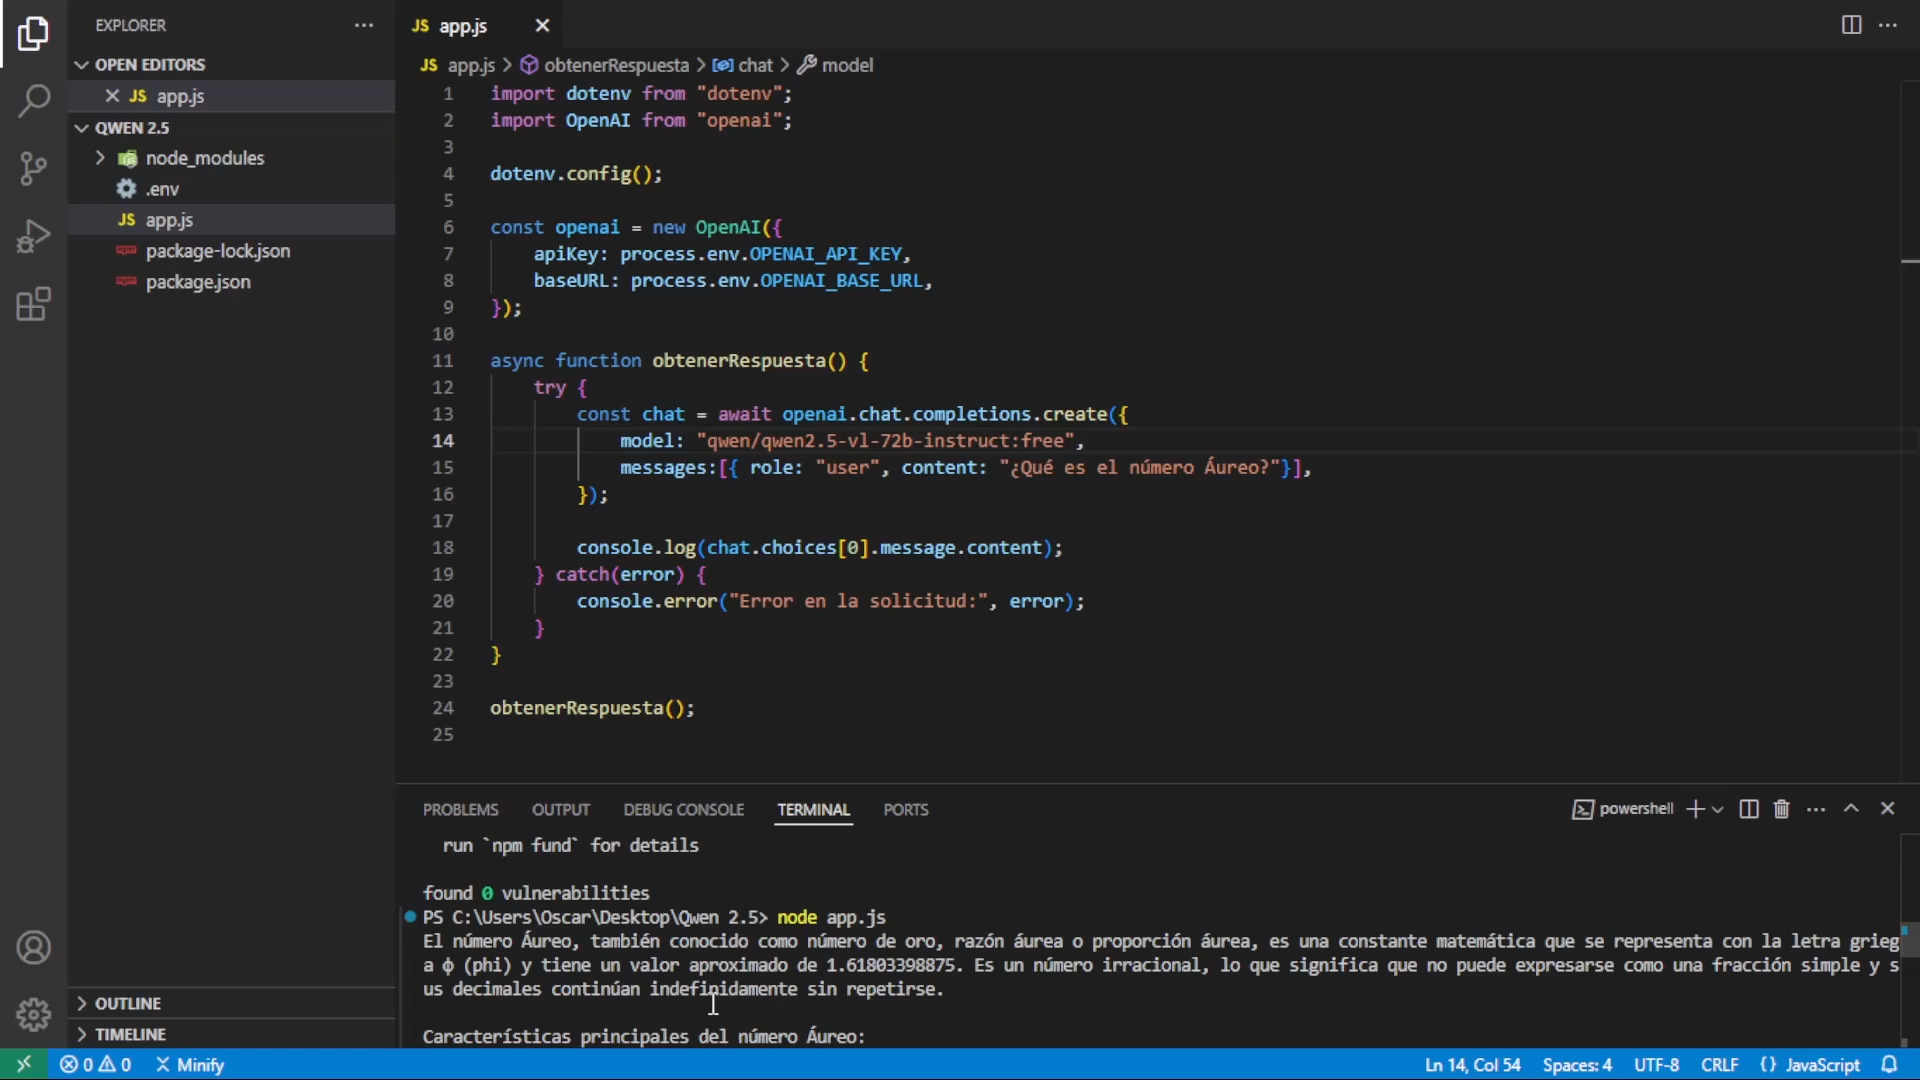 EXPLORER
OPEN EDITORS
JS app.js
QWEN 2.5
node_modules
.env
JS app.js
package-lock.json
package.json
OUTLINE
TIMELINE
JS app.js
JS app.js > obtenerRespuesta > chat > model
1 import dotenv from "dotenv";
2 import OpenAI from "openai";
3
4 dotenv.config();
5
6 const openai = new OpenAI({
7 apiKey: process.env.OPENAI_API_KEY,
8 baseURL: process.env.OPENAI_BASE_URL,
9 });
10
11 async function obtenerRespuesta() {
12 try {
13 const chat = await openai.chat.completions.create({
14 model: "qwen/qwen2.5-vl-72b-instruct:free",
15 messages:[{ role: "user", content: "¿Qué es el número Áureo?"}],
16 });
17
18 console.log(chat.choices[0].message.content);
19 } catch(error) {
20 console.error("Error en la solicitud:", error);
21 }
22 }
23
24 obtenerRespuesta();
25
PROBLEMS OUTPUT DEBUG CONSOLE TERMINAL PORTS powershell
run `npm fund` for details
found 0 vulnerabilities
PS C:\Users\Oscar\Desktop\Qwen 2.5> node app.js
El número Áureo, también conocido como número de oro, razón áurea o proporción áurea, es una constante matemática que se representa con la letra grieg
a ϕ (phi) y tiene un valor aproximado de 1.61803398875. Es un número irracional, lo que significa que no puede expresarse como una fracción simple y s
us decimales continúan indefinidamente sin repetirse.
Características principales del número Áureo:
0 0 Minify Ln 14, Col 54 Spaces: 4 UTF-8 CRLF {} JavaScript